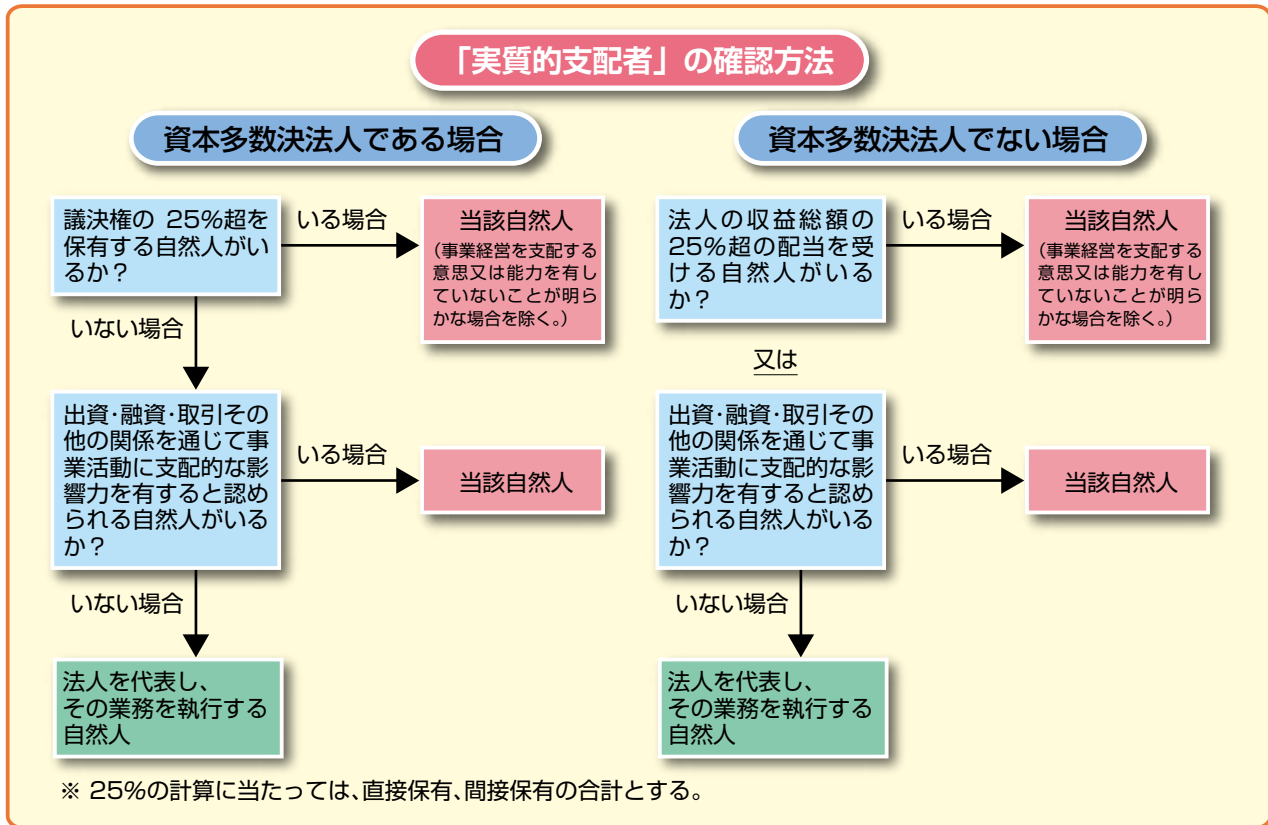 「実質的支配者」の確認方法
資本多数決法人である場合
議決権の 25%超を
保有する自然人がい
るか？
いる場合
当該自然人
（事業経営を支配する
意思又は能力を有し
ていないことが明ら
かな場合を除く。）
いない場合
出資・融資・取引その
他の関係を通じて事
業活動に支配的な影
響力を有すると認め
られる自然人がいる
か？
いる場合
当該自然人
いない場合
法人を代表し、
その業務を執行する
自然人
資本多数決法人でない場合
法人の収益総額の
25%超の配当を受
ける自然人がいる
か？
いる場合
当該自然人
（事業経営を支配する
意思又は能力を有し
ていないことが明ら
かな場合を除く。）
又は
出資・融資・取引その
他の関係を通じて事
業活動に支配的な影
響力を有すると認め
られる自然人がいる
か？
いる場合
当該自然人
いない場合
法人を代表し、
その業務を執行する
自然人
※ 25%の計算に当たっては、直接保有、間接保有の合計とする。